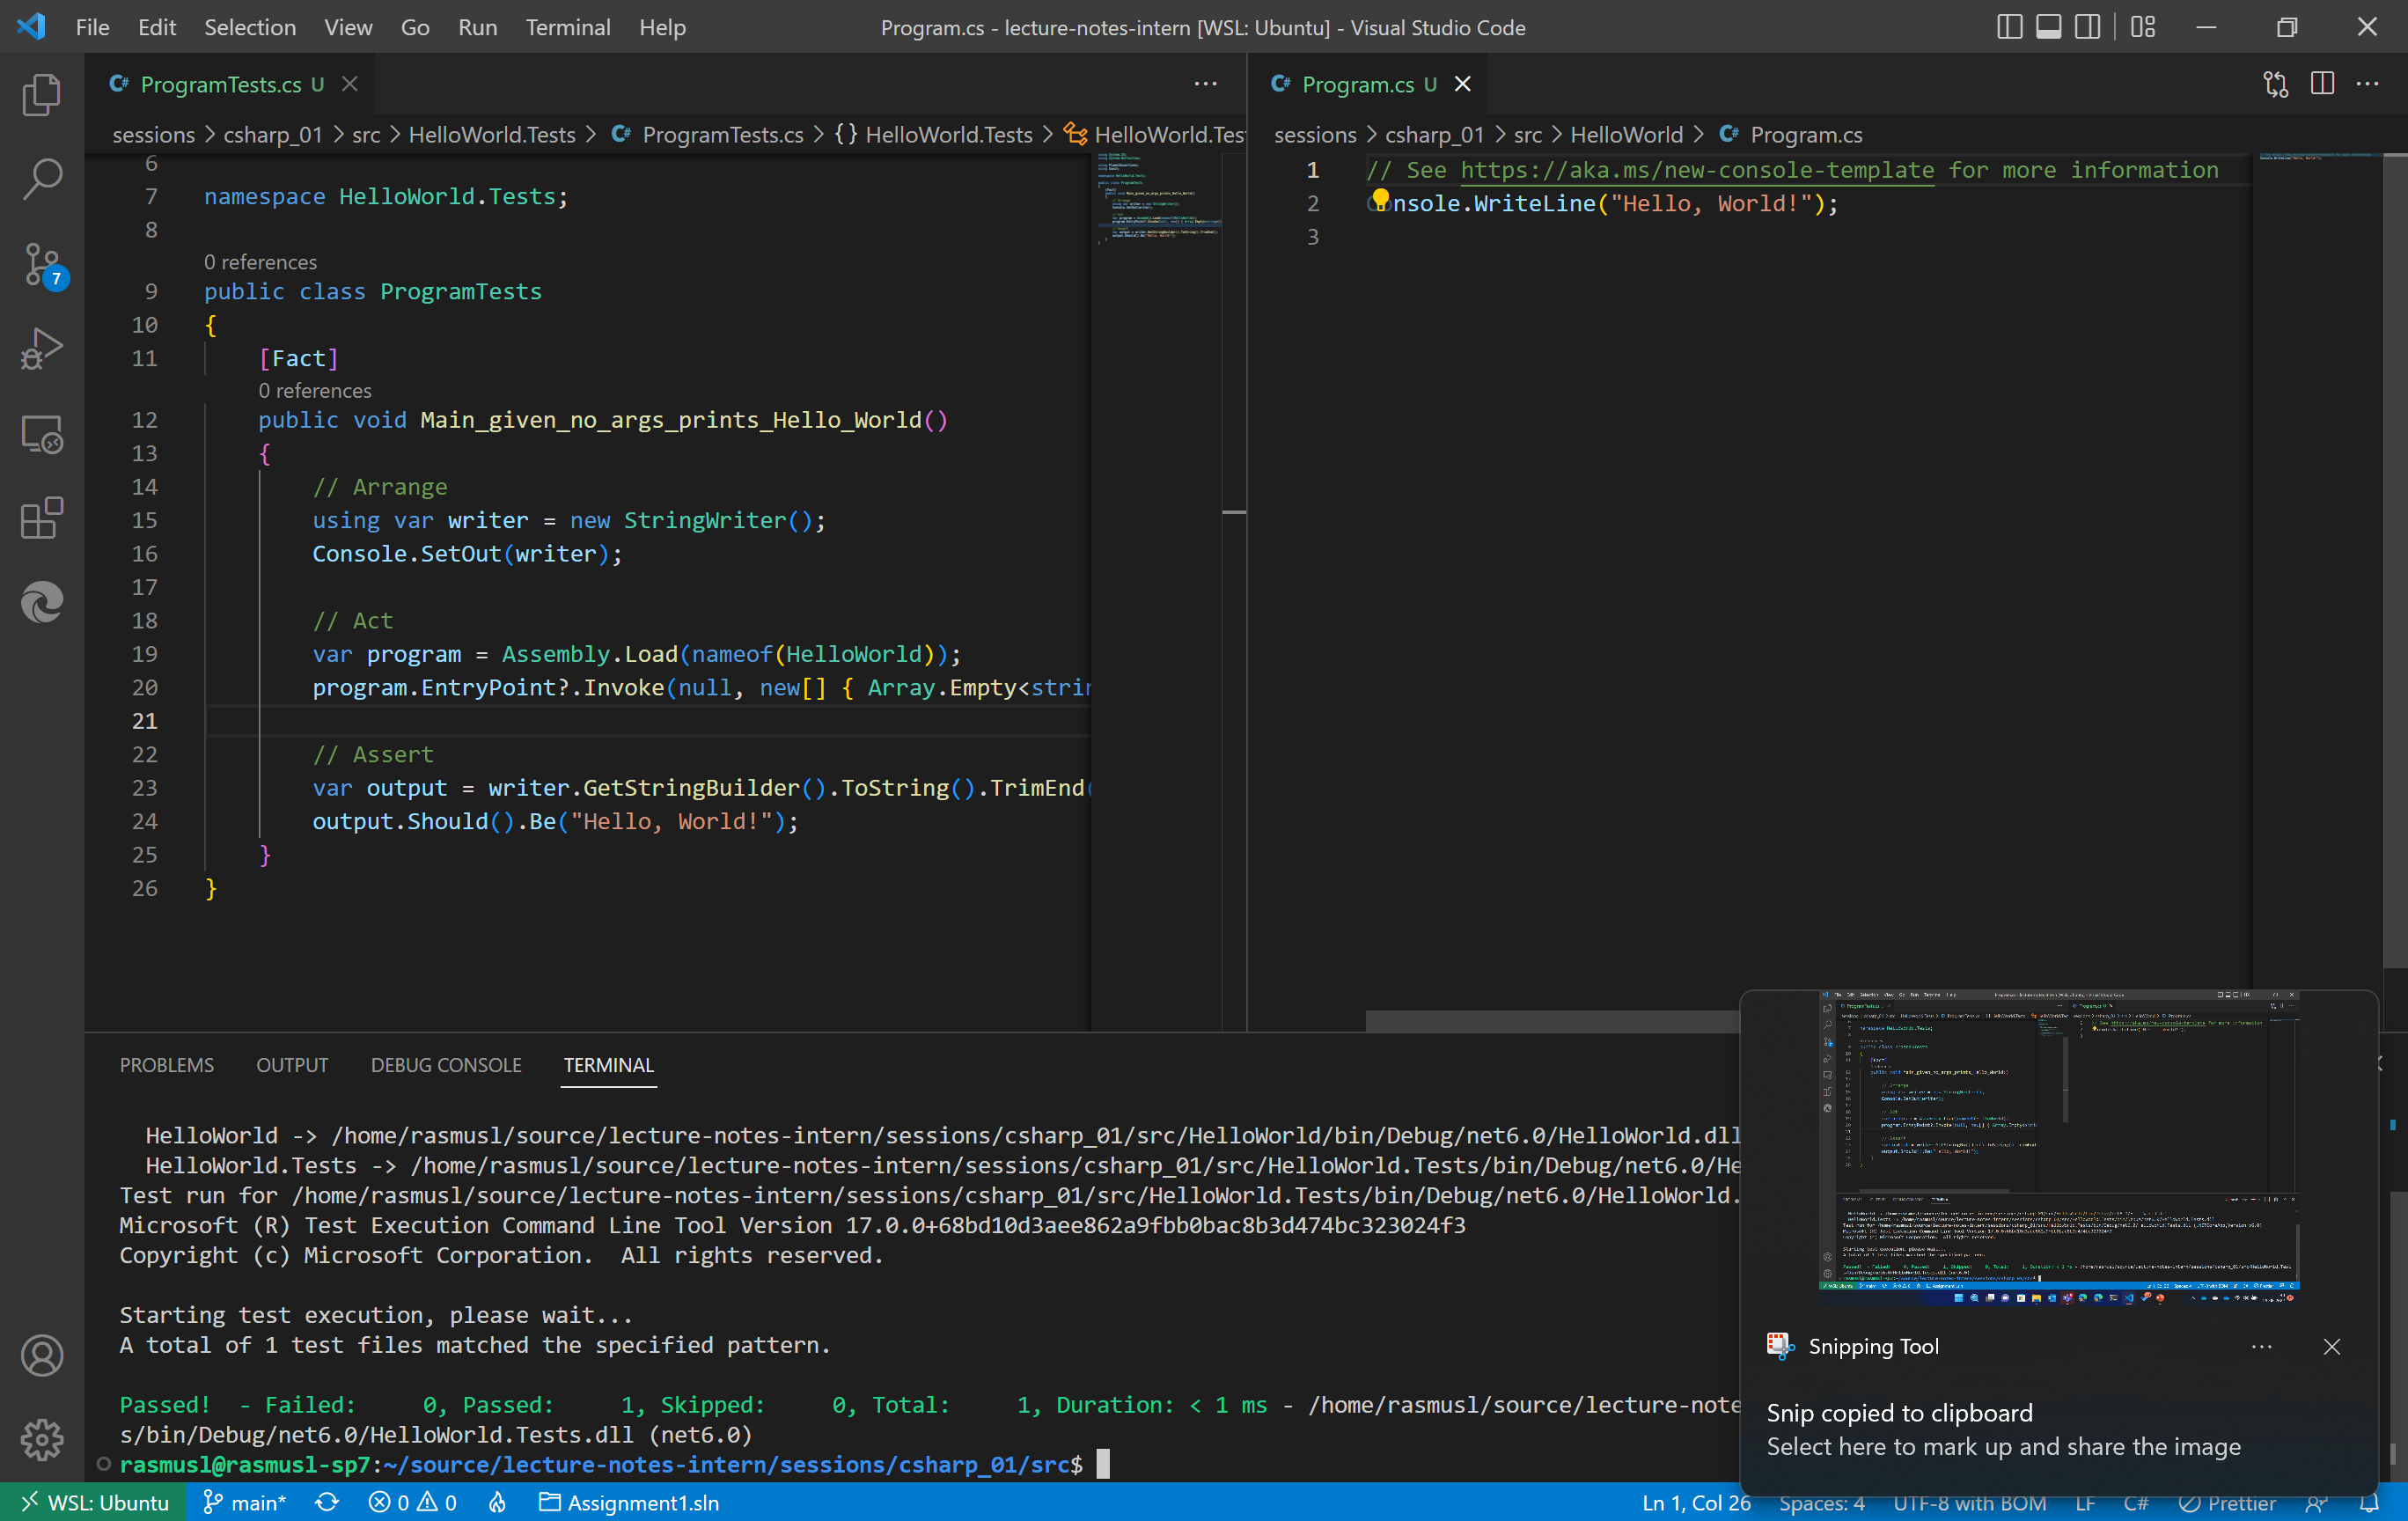 File Edit Selection View Go Run Terminal Help
Program.cs - lecture-notes-intern [WSL: Ubuntu] - Visual Studio Code
ProgramTests.cs U
sessions > csharp_01 > src > HelloWorld.Tests > ProgramTests.cs > {} HelloWorld.Tests > HelloWorld.Tes
6
7 namespace HelloWorld.Tests;
8
0 references
9 public class ProgramTests
10 {
11 [Fact]
0 references
12 public void Main_given_no_args_prints_Hello_World()
13 {
14 // Arrange
15 using var writer = new StringWriter();
16 Console.SetOut(writer);
17
18 // Act
19 var program = Assembly.Load(nameof(HelloWorld));
20 program.EntryPoint?.Invoke(null, new[] { Array.Empty<strin
21
22 // Assert
23 var output = writer.GetStringBuilder().ToString().TrimEnd(
24 output.Should().Be("Hello, World!");
25 }
26 }
Program.cs U
sessions > csharp_01 > src > HelloWorld > Program.cs
1 // See https://aka.ms/new-console-template for more information
2 Console.WriteLine("Hello, World!");
3
7
PROBLEMS OUTPUT DEBUG CONSOLE TERMINAL
HelloWorld -> /home/rasmusl/source/lecture-notes-intern/sessions/csharp_01/src/HelloWorld/bin/Debug/net6.0/HelloWorld.dll
HelloWorld.Tests -> /home/rasmusl/source/lecture-notes-intern/sessions/csharp_01/src/HelloWorld.Tests/bin/Debug/net6.0/He
Test run for /home/rasmusl/source/lecture-notes-intern/sessions/csharp_01/src/HelloWorld.Tests/bin/Debug/net6.0/HelloWorld.
Microsoft (R) Test Execution Command Line Tool Version 17.0.0+68bd10d3aee862a9fbb0bac8b3d474bc323024f3
Copyright (c) Microsoft Corporation.  All rights reserved.
Starting test execution, please wait...
A total of 1 test files matched the specified pattern.
Passed!  - Failed:     0, Passed:     1, Skipped:     0, Total:     1, Duration: < 1 ms - /home/rasmusl/source/lecture-note
s/bin/Debug/net6.0/HelloWorld.Tests.dll (net6.0)
rasmusl@rasmusl-sp7:~/source/lecture-notes-intern/sessions/csharp_01/src$
Snipping Tool
Snip copied to clipboard
Select here to mark up and share the image
WSL: Ubuntu main* 0 0 Assignment1.sln Ln 1, Col 26 Spaces: 4 UTF-8 with BOM LF C# Prettier